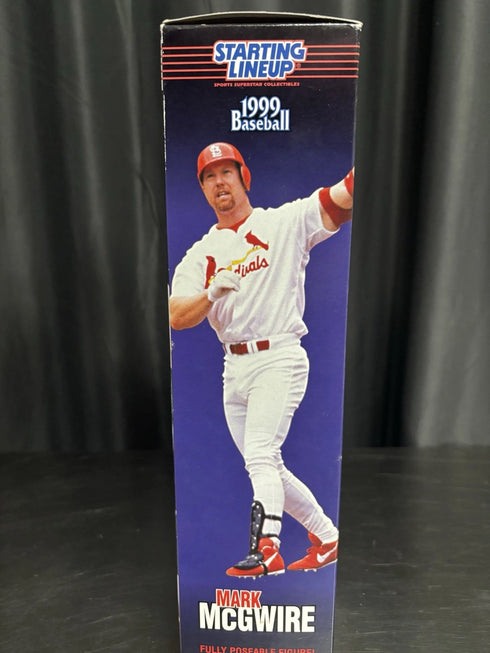 STARTING
LINEUP
SPORTS SUPERSTAR COLLECTIBLES
1999
Baseball
Cardinals
MARK
MCGWIRE
FULLY POSEABLE FIGURE!